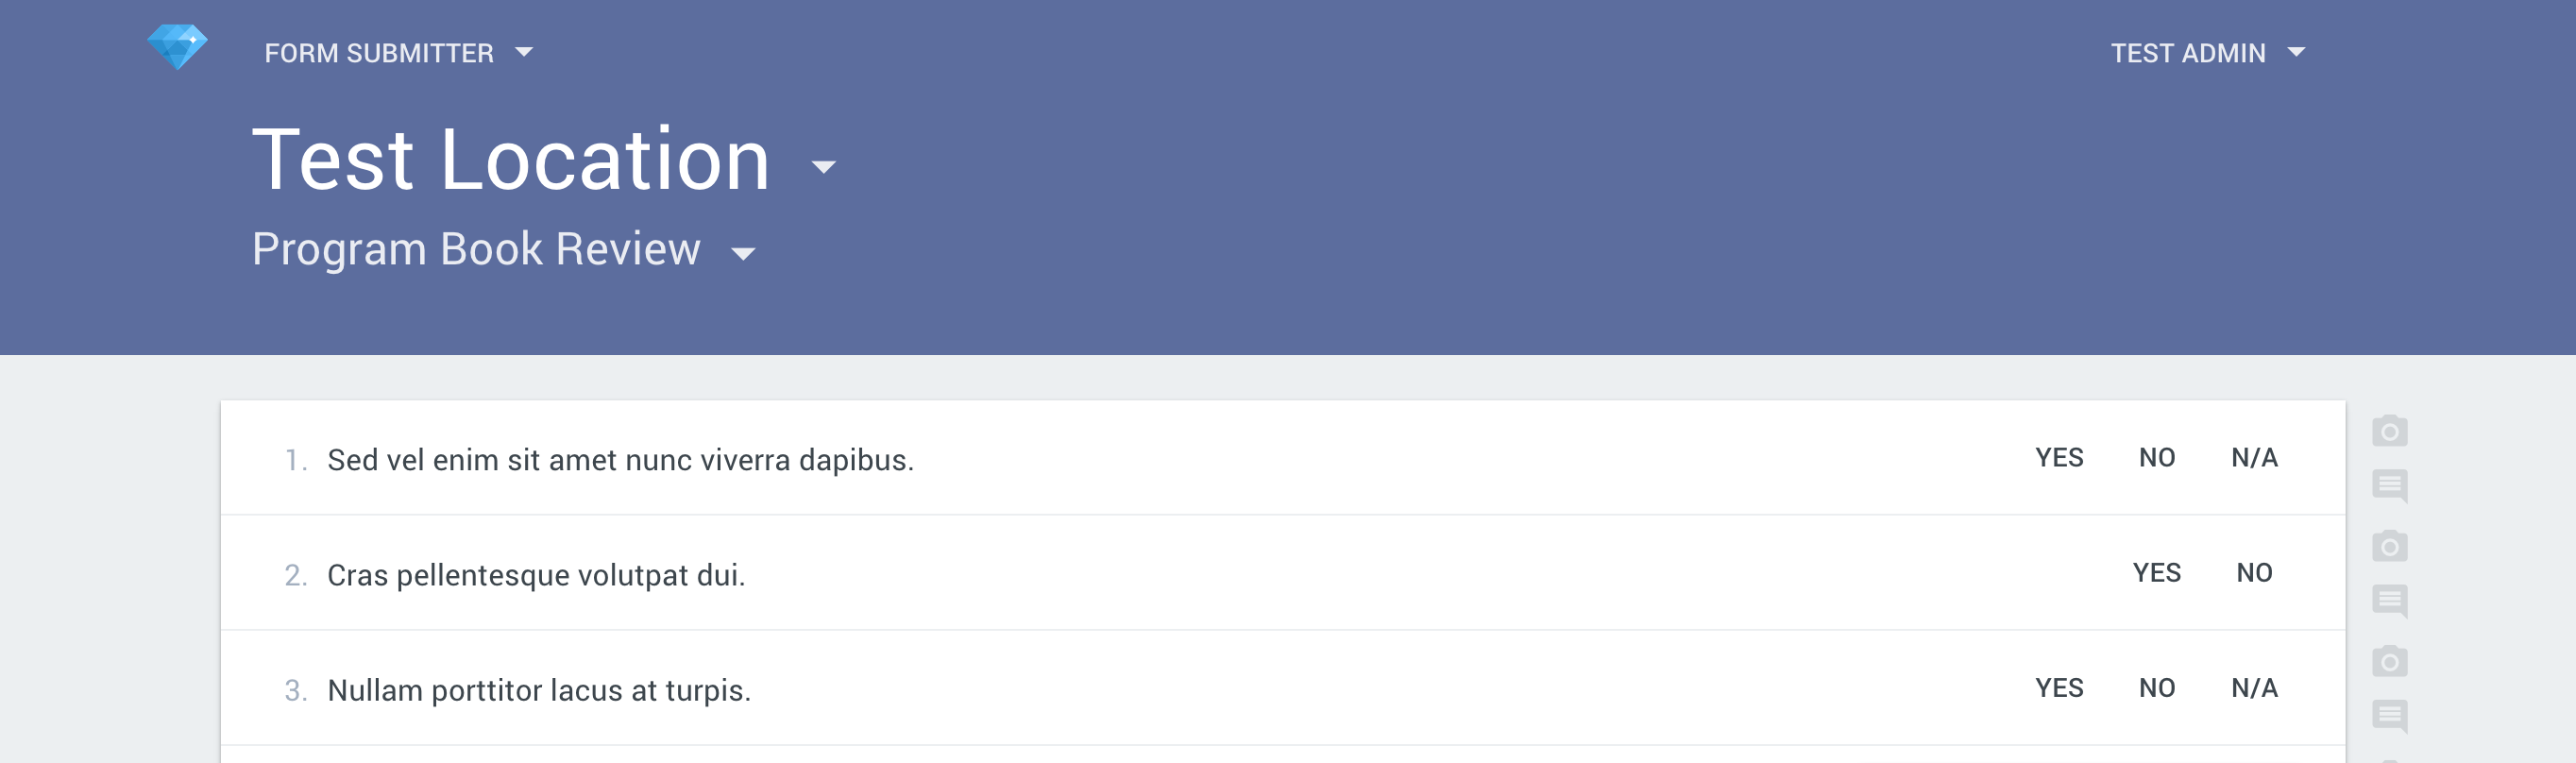 FORM SUBMITTER
TEST ADMIN
Test Location
Program Book Review
1. Sed vel enim sit amet nunc viverra dapibus. YES NO N/A
2. Cras pellentesque volutpat dui. YES NO
3. Nullam porttitor lacus at turpis. YES NO N/A